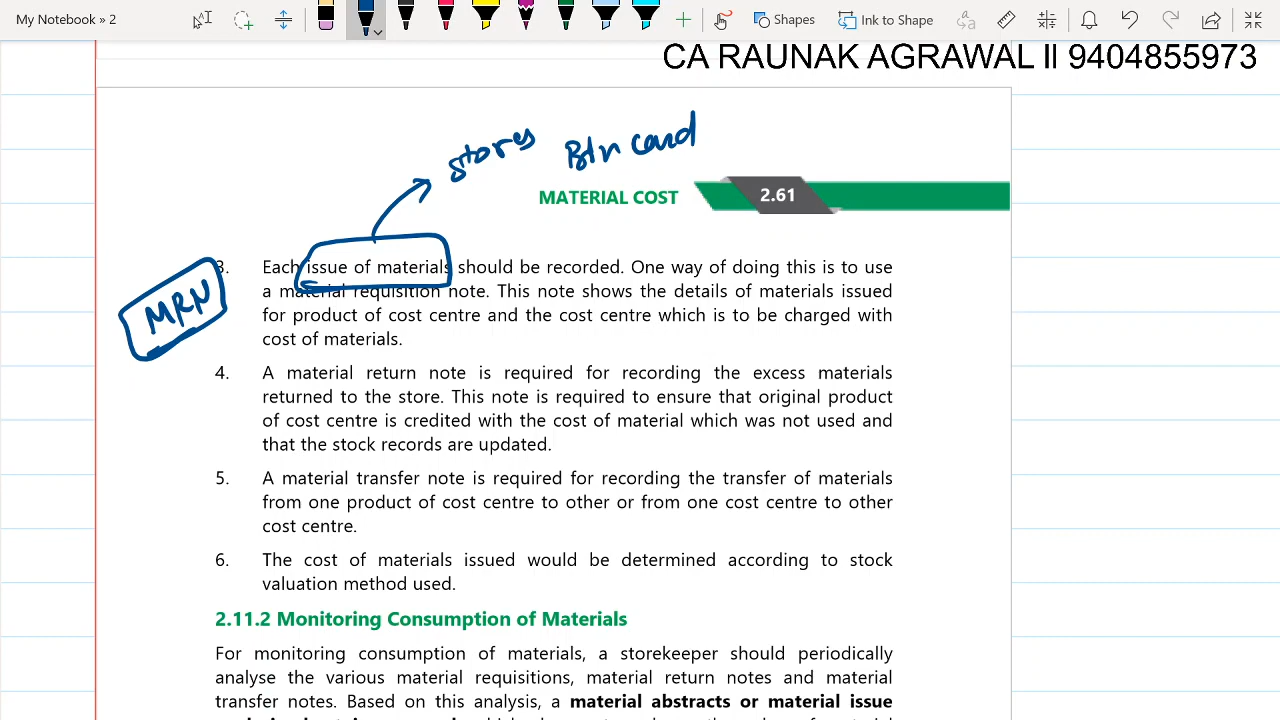 My Notebook » 2
Shapes
Ink to Shape
CA RAUNAK AGRAWAL II 9404855973
stores Bin card
MATERIAL COST 2.61
3. Each issue of materials should be recorded. One way of doing this is to use
a material requisition note. This note shows the details of materials issued
for product of cost centre and the cost centre which is to be charged with
cost of materials.
MRN
4. A material return note is required for recording the excess materials
returned to the store. This note is required to ensure that original product
of cost centre is credited with the cost of material which was not used and
that the stock records are updated.
5. A material transfer note is required for recording the transfer of materials
from one product of cost centre to other or from one cost centre to other
cost centre.
6. The cost of materials issued would be determined according to stock
valuation method used.
2.11.2 Monitoring Consumption of Materials
For monitoring consumption of materials, a storekeeper should periodically
analyse the various material requisitions, material return notes and material
transfer notes. Based on this analysis, a material abstracts or material issue